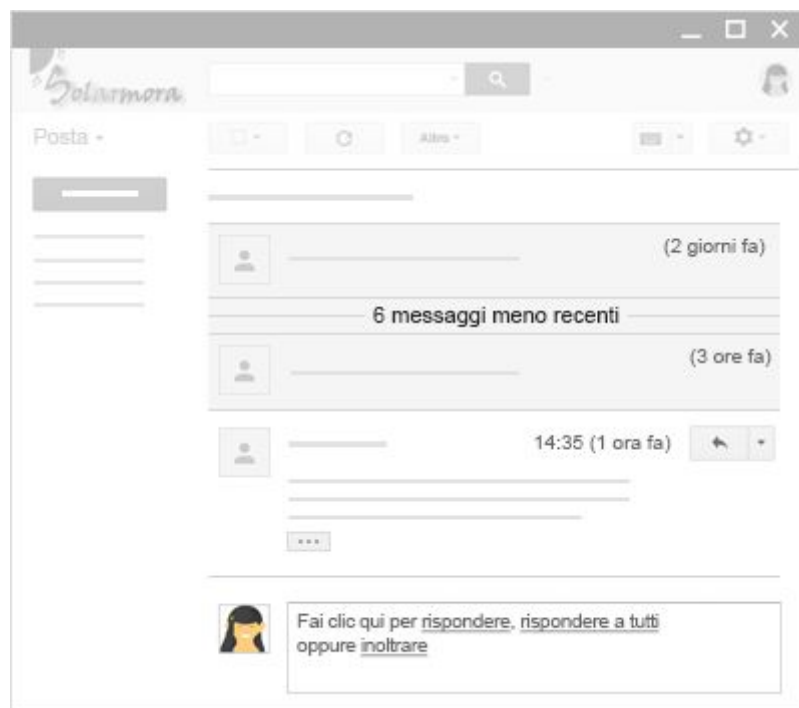 Solarmora
Posta
Altro
(2 giorni fa)
6 messaggi meno recenti
(3 ore fa)
14:35 (1 ora fa)
Fai clic qui per rispondere, rispondere a tutti
oppure inoltrare